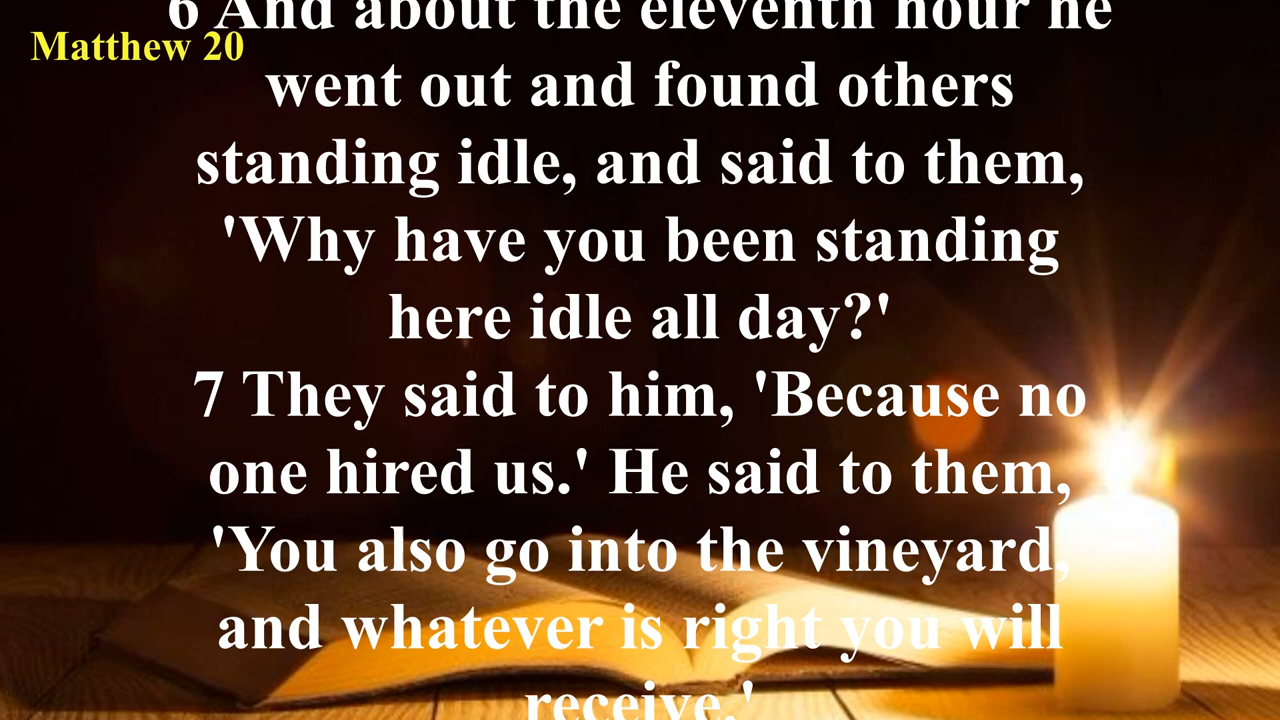 6 And about the eleventh hour he
Matthew 20
went out and found others
standing idle, and said to them,
'Why have you been standing
here idle all day?'
7 They said to him, 'Because no
one hired us.' He said to them,
'You also go into the vineyard,
and whatever is right you will
receive.'